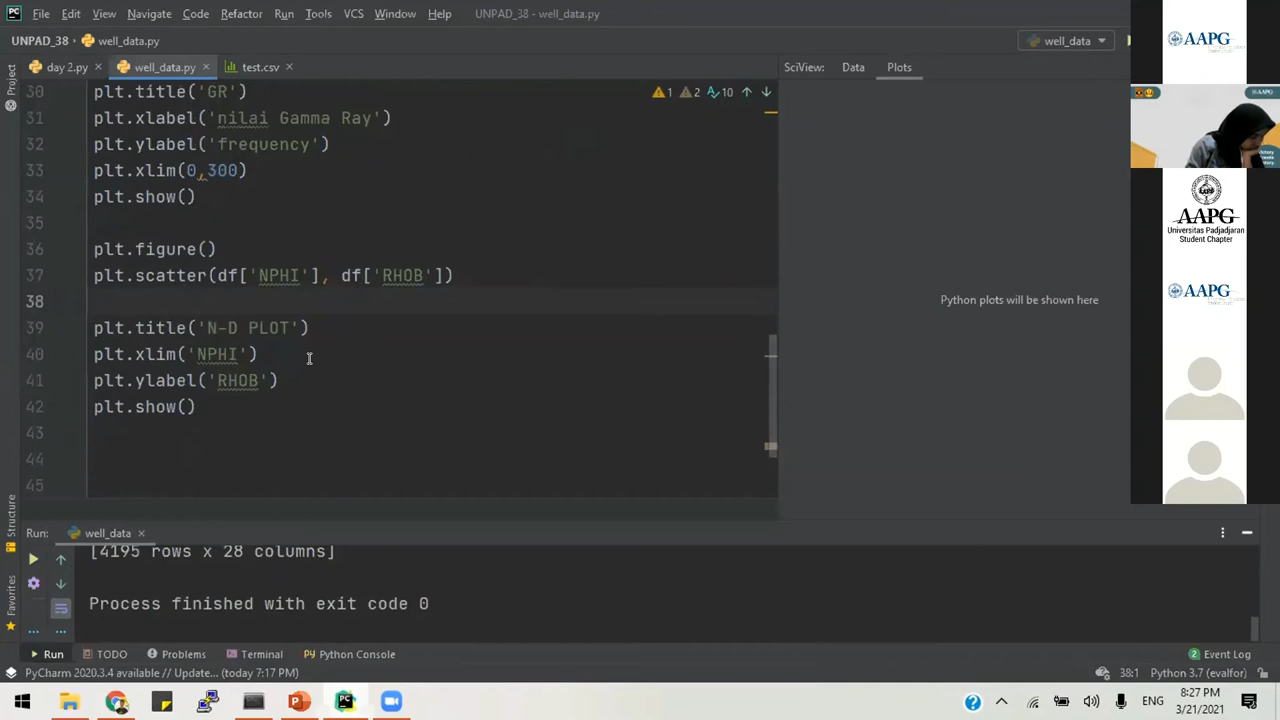 File Edit View Navigate Code Refactor Run Tools VCS Window Help UNPAD_38 - well_data.py
UNPAD_38 well_data.py
well_data
day 2.py
well_data.py
test.csv
SciView: Data Plots
Project
1 2 10
30 plt.title('GR')
31 plt.xlabel('nilai Gamma Ray')
32 plt.ylabel('frequency')
33 plt.xlim(0,300)
34 plt.show()
35
36 plt.figure()
37 plt.scatter(df['NPHI'], df['RHOB'])
38
39 plt.title('N-D PLOT')
40 plt.xlim('NPHI')
41 plt.ylabel('RHOB')
42 plt.show()
43
44
45
Python plots will be shown here
AAPG
AAPG
AAPG
Universitas Padjadjaran
Student Chapter
AAPG
Structure
Favorites
Run: well_data
[4195 rows x 28 columns]
Process finished with exit code 0
Run TODO Problems Terminal Python Console
2 Event Log
PyCharm 2020.3.4 available // Update... (today 7:17 PM)
38:1 Python 3.7 (evalfor)
ENG
8:27 PM
3/21/2021